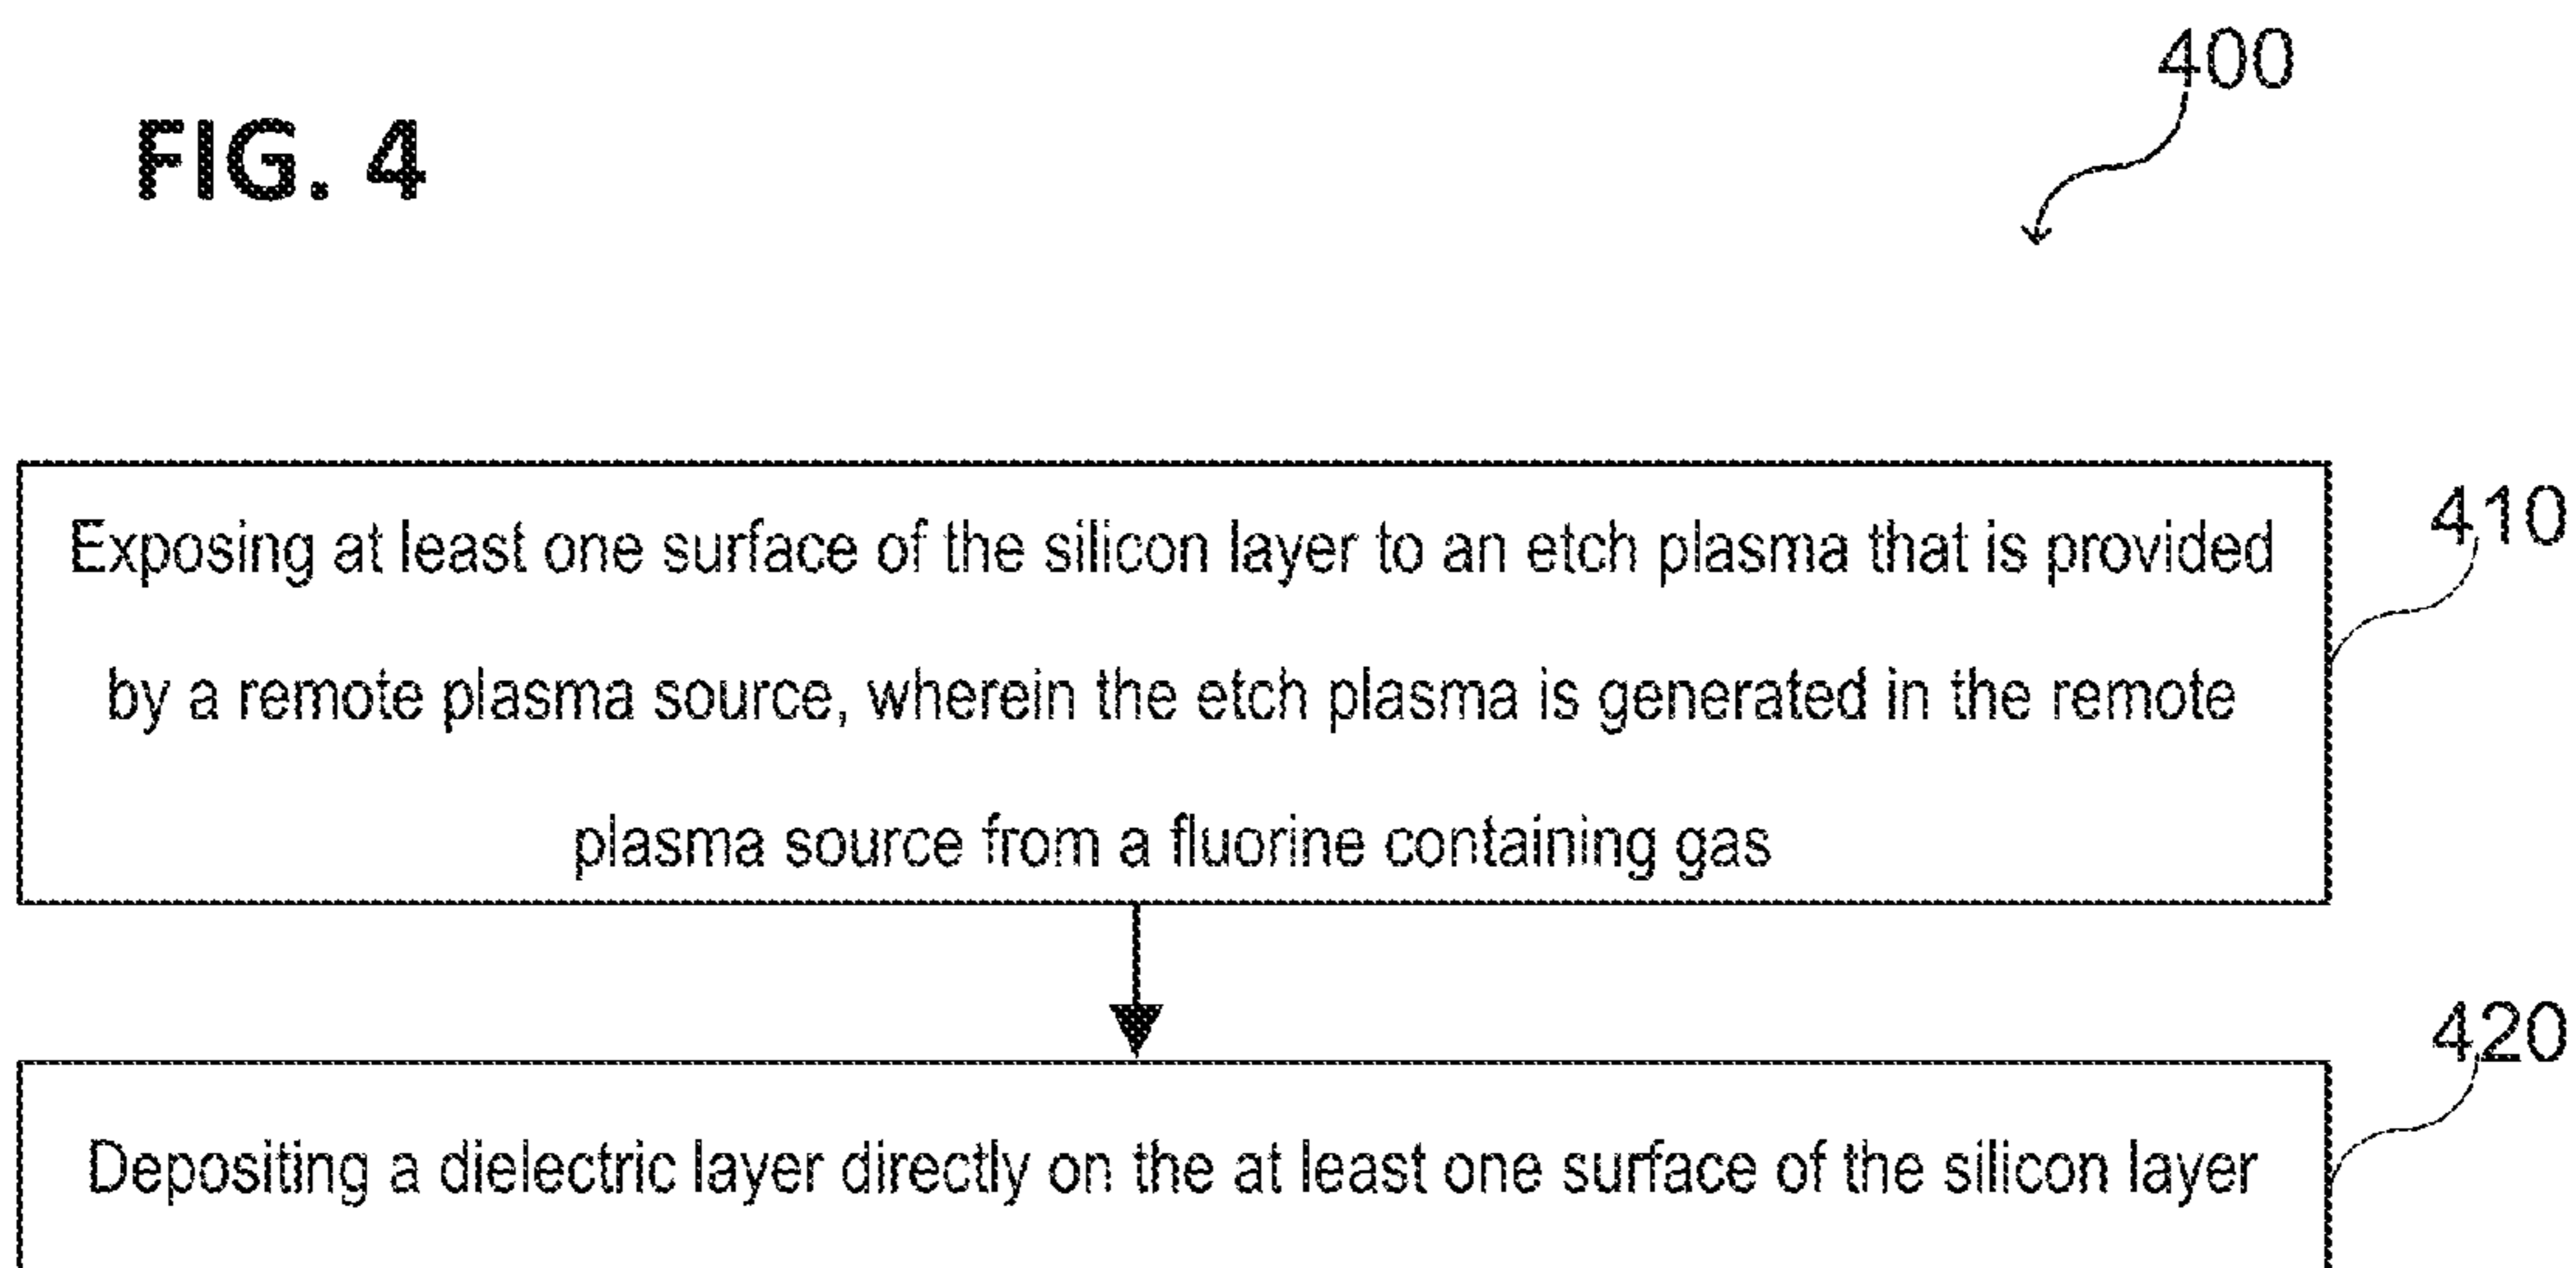 400
FIG. 4
410
Exposing at least one surface of the silicon layer to an etch plasma that is provided
by a remote plasma source, wherein the etch plasma is generated in the remote
plasma source from a fluorine containing gas
420
Depositing a dielectric layer directly on the at least one surface of the silicon layer